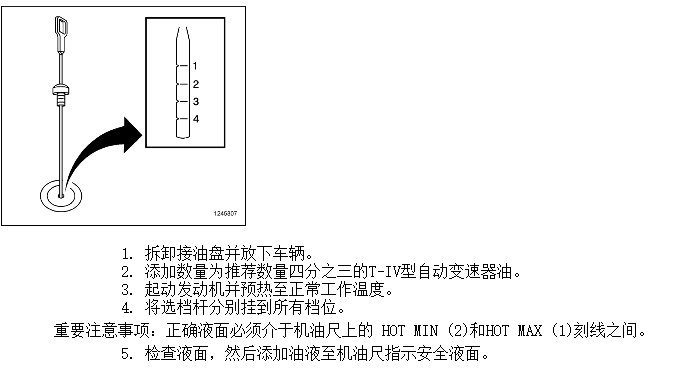 1
2
3
4
1245807
1. 拆卸接油盘并放下车辆。
2. 添加数量为推荐数量四分之三的T-IV型自动变速器油。
3. 起动发动机并预热至正常工作温度。
4. 将选档杆分别挂到所有档位。
重要注意事项：正确液面必须介于机油尺上的 HOT MIN (2)和HOT MAX (1)刻线之间。
5. 检查液面，然后添加油液至机油尺指示安全液面。